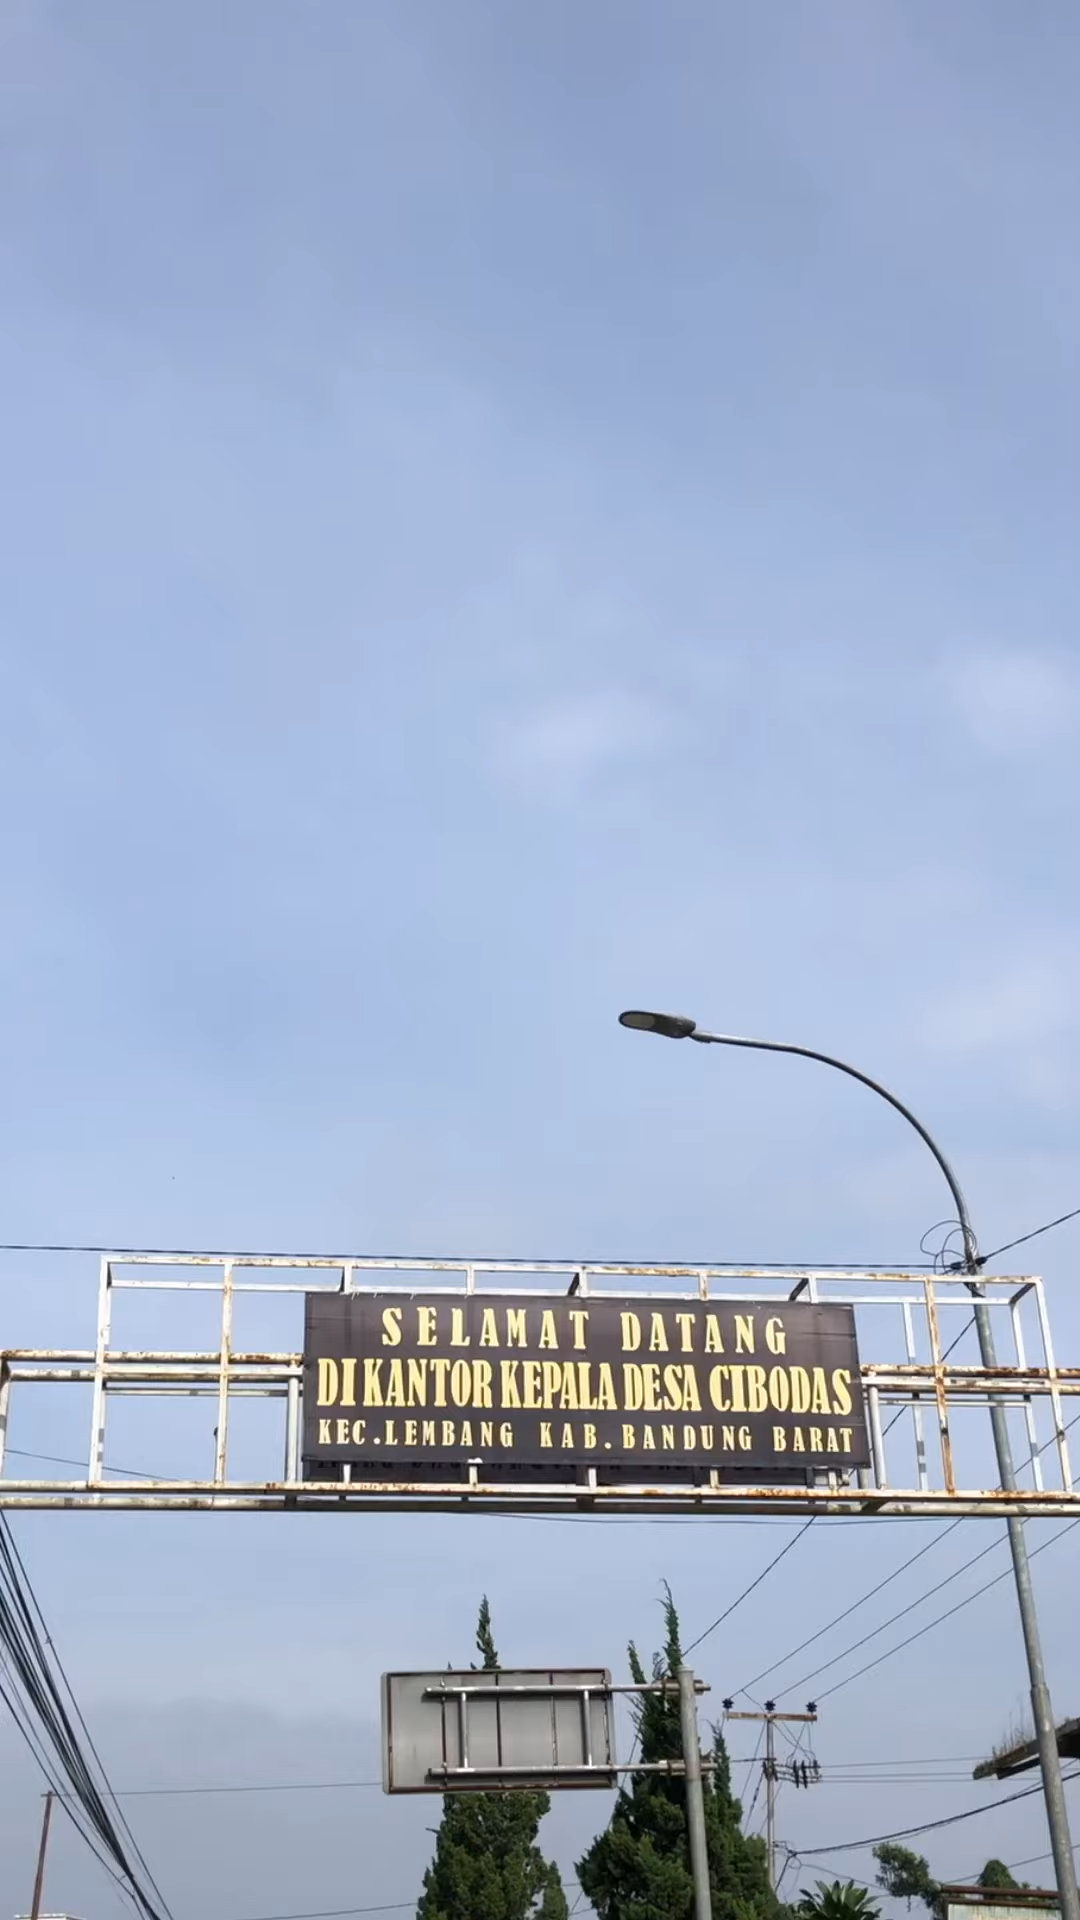 SELAMAT DATANG
DI KANTOR KEPALA DESA CIBODAS
KEC.LEMBANG KAB.BANDUNG BARAT